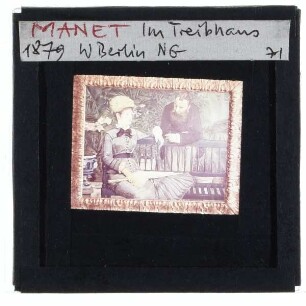 MANET Im Treibhaus
1879 W Berlin NG 71